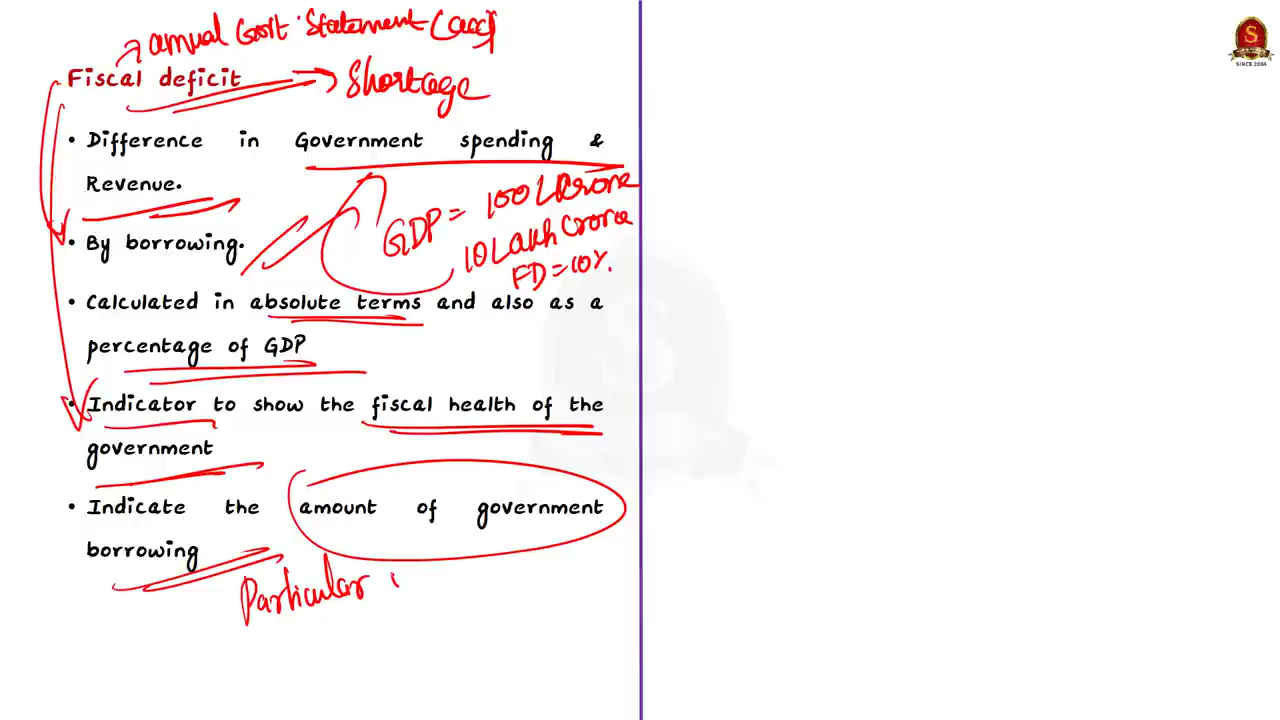 annual Govt. Statement (acc)
Fiscal deficit
Shortage
• Difference in Government spending &
Revenue.
GDP = 100 L crore
• By borrowing.
10 Lakh Crore
FD = 10%.
• Calculated in absolute terms and also as a
percentage of GDP
• Indicator to show the fiscal health of the
government
• Indicate the amount of government
borrowing
Particular
S
SINCE 2004